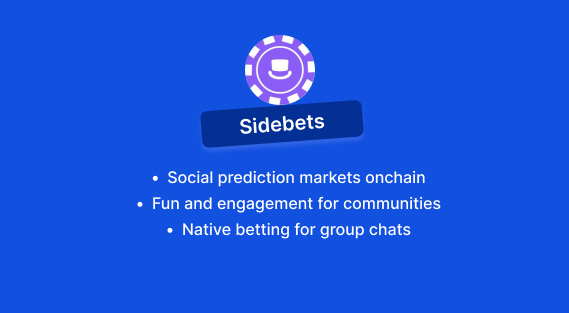 Sidebets
• Social prediction markets onchain
• Fun and engagement for communities
• Native betting for group chats